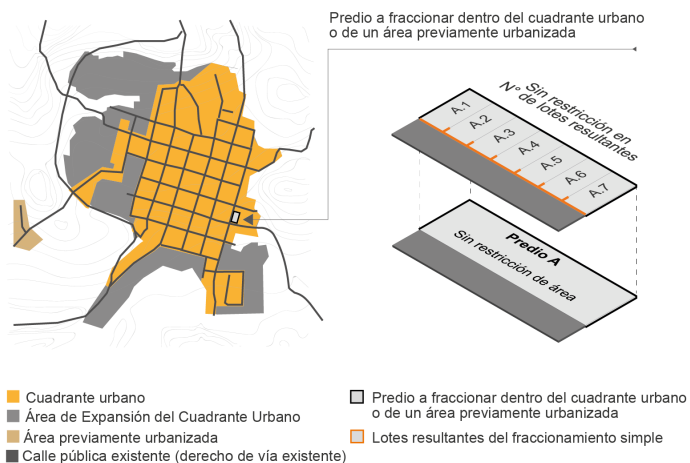 Predio a fraccionar dentro del cuadrante urbano
o de un área previamente urbanizada
Sin restricción en
N° de lotes resultantes
A.1
A.2
A.3
A.4
A.5
A.6
A.7
Predio A
Sin restricción de área
Cuadrante urbano
Área de Expansión del Cuadrante Urbano
Área previamente urbanizada
Calle pública existente (derecho de vía existente)
Predio a fraccionar dentro del cuadrante urbano
o de un área previamente urbanizada
Lotes resultantes del fraccionamiento simple